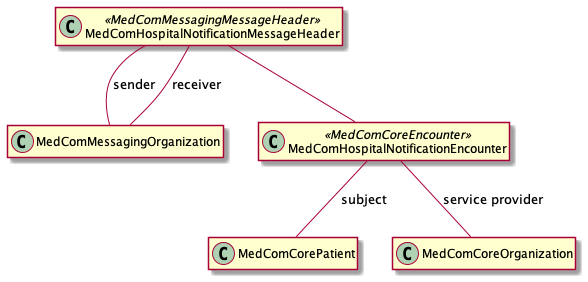 C
«MedComMessagingMessageHeader»
MedComHospitalNotificationMessageHeader
sender
receiver
C MedComMessagingOrganization
C
«MedComCoreEncounter»
MedComHospitalNotificationEncounter
subject
service provider
C MedComCorePatient
C MedComCoreOrganization